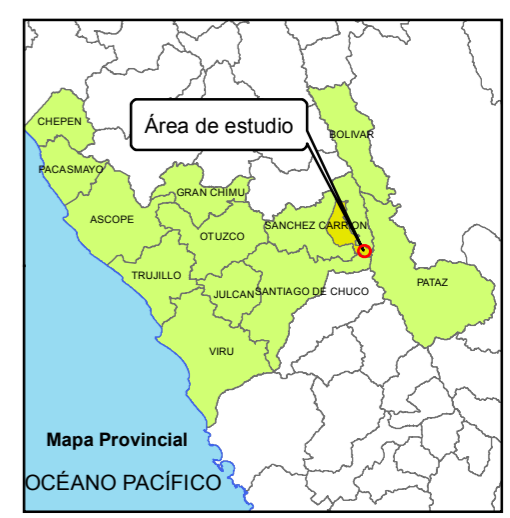 CHEPEN
Área de estudio
BOLIVAR
PACASMAYO
GRAN CHIMU
ASCOPE
SANCHEZ CARRION
OTUZCO
TRUJILLO
PATAZ
JULCAN
SANTIAGO DE CHUCO
VIRU
Mapa Provincial
OCÉANO PACÍFICO